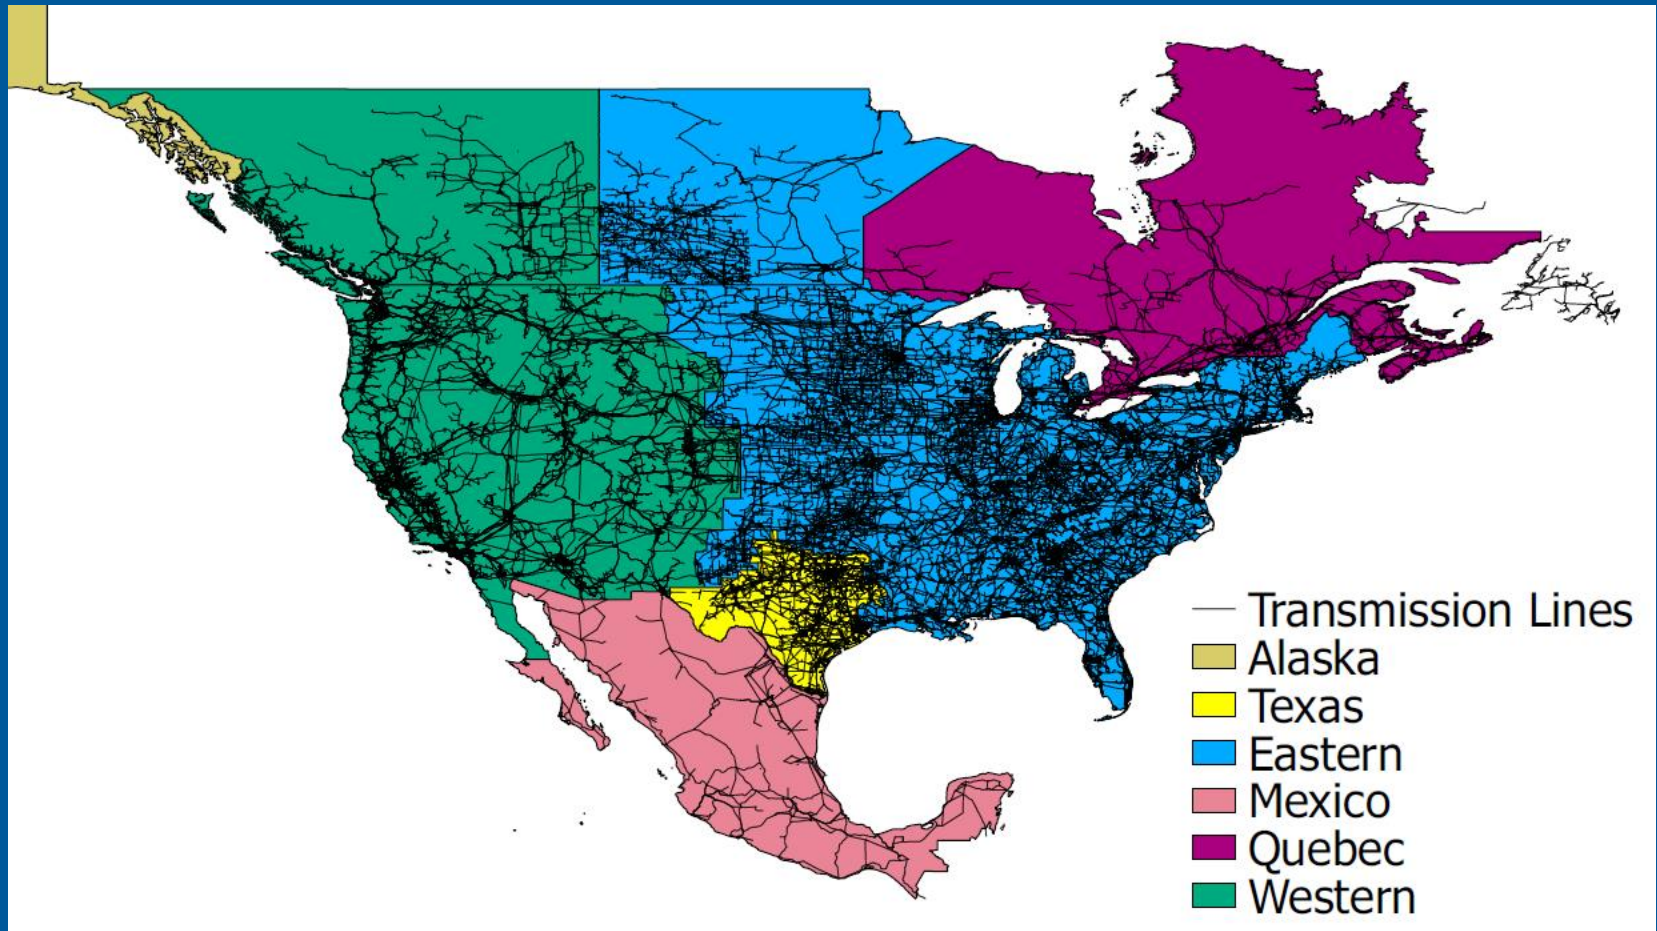 Transmission Lines
Alaska
Texas
Eastern
Mexico
Quebec
Western